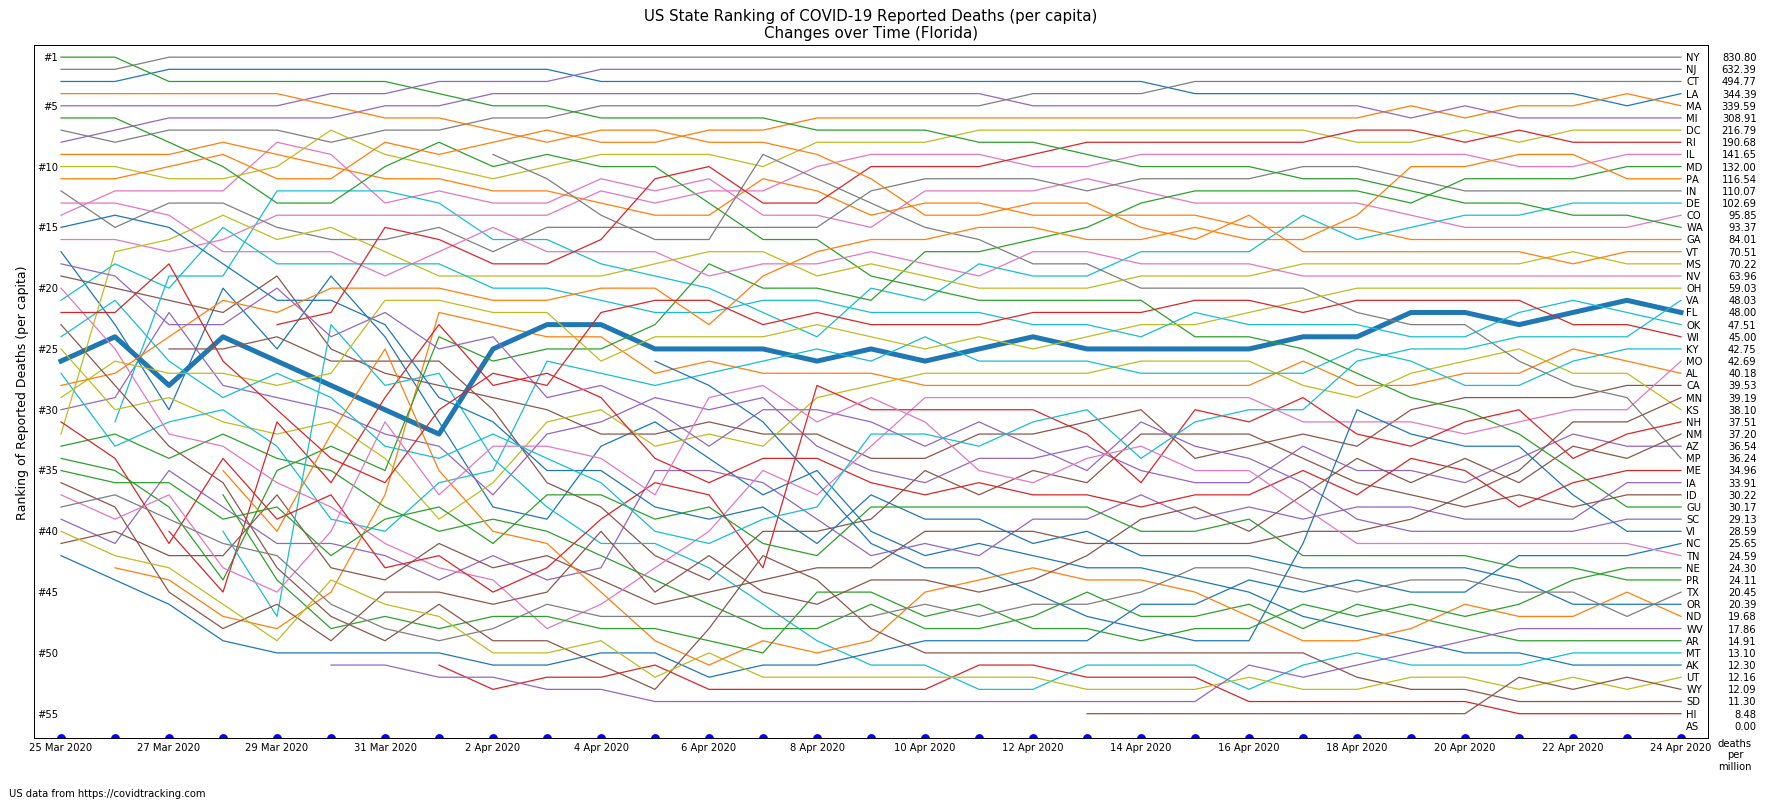 US State Ranking of COVID-19 Reported Deaths (per capita)
Changes over Time (Florida)
Ranking of Reported Deaths (per capita)
#1
#5
#10
#15
#20
#25
#30
#35
#40
#45
#50
#55
NY 830.80
NJ 632.39
CT 494.77
LA 344.39
MA 339.59
MI 308.91
DC 216.79
RI 190.68
IL 141.65
MD 132.00
PA 116.54
IN 110.07
DE 102.69
CO 95.85
WA 93.37
GA 84.01
VT 70.51
MS 70.22
NV 63.96
OH 59.03
VA 48.03
FL 48.00
OK 47.51
WI 45.00
KY 42.75
MO 42.69
AL 40.18
CA 39.53
MN 39.19
KS 38.10
NH 37.51
NM 37.20
AZ 36.54
MP 36.24
ME 34.96
IA 33.91
ID 30.22
GU 30.17
SC 29.13
VI 28.59
NC 25.65
TN 24.59
NE 24.30
PR 24.11
TX 20.45
OR 20.39
ND 19.68
WV 17.86
AR 14.91
MT 13.10
AK 12.30
UT 12.16
WY 12.09
SD 11.30
HI 8.48
AS 0.00
25 Mar 2020 27 Mar 2020 29 Mar 2020 31 Mar 2020 2 Apr 2020 4 Apr 2020 6 Apr 2020 8 Apr 2020 10 Apr 2020 12 Apr 2020 14 Apr 2020 16 Apr 2020 18 Apr 2020 20 Apr 2020 22 Apr 2020 24 Apr 2020
deaths
per
million
US data from https://covidtracking.com